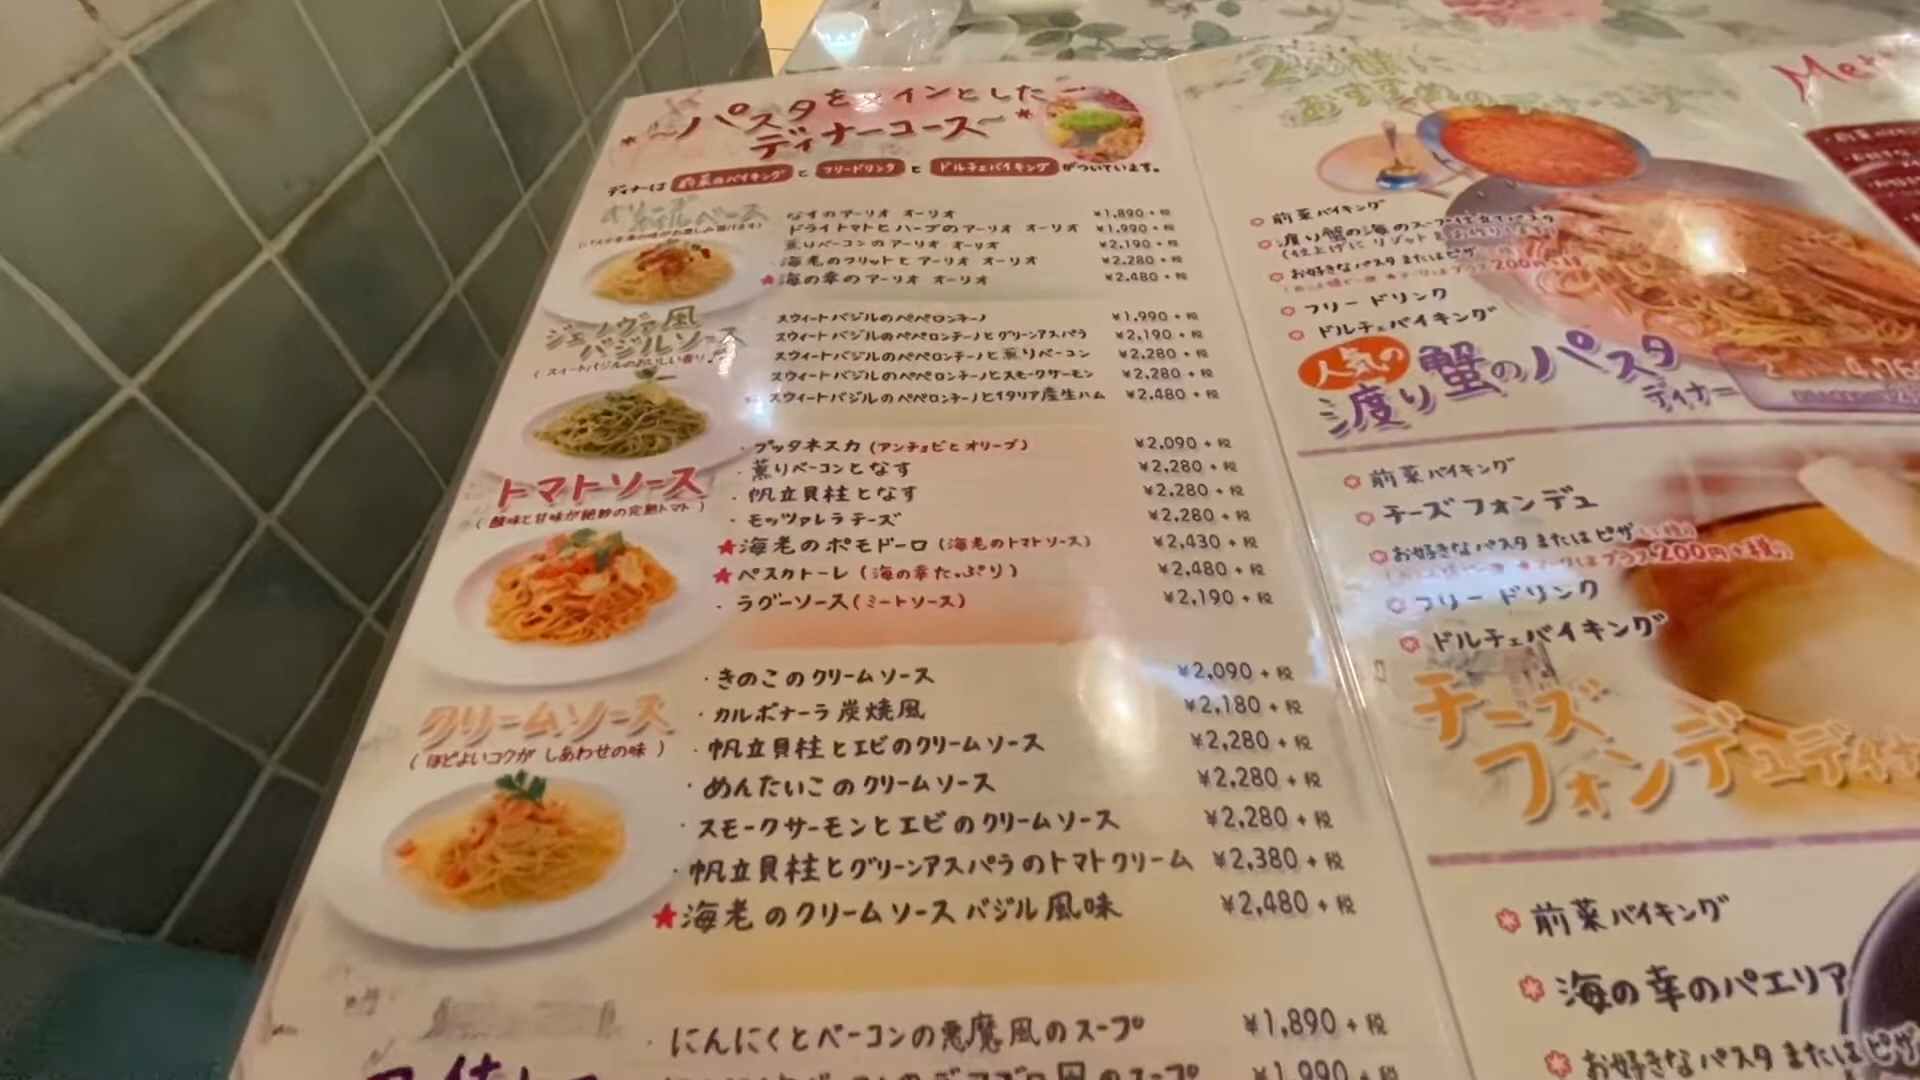 ～パスタをメインとした
ディナーコース～
ディナーは 前菜のバイキング と フリードリンク と ドルチェバイキング がついています。
オリーブオイルベース
なすのアーリオ オーリオ ¥1,890+税
ドライトマトとハーブのアーリオ オーリオ ¥1,990+税
薫りベーコンのアーリオ オーリオ ¥2,190+税
海老のフリットとアーリオ オーリオ ¥2,280+税
★海の幸のアーリオ オーリオ ¥2,480+税
ジェノヴァ風
バジルソース
(スイートバジルのおいしい香り)
スウィートバジルのペペロンチーノ ¥1,990+税
スウィートバジルのペペロンチーノとグリーンアスパラ ¥2,190+税
スウィートバジルのペペロンチーノと薫りベーコン ¥2,280+税
スウィートバジルのペペロンチーノとスモークサーモン ¥2,280+税
スウィートバジルのペペロンチーノとイタリア産生ハム ¥2,480+税
トマトソース
(酸味と甘味が絶妙の完熟トマト)
・プッタネスカ(アンチョビとオリーブ) ¥2,090+税
・薫りベーコンとなす ¥2,280+税
・帆立貝柱となす ¥2,280+税
・モッツァレラチーズ ¥2,280+税
★海老のポモドーロ(海老のトマトソース) ¥2,430+税
★ペスカトーレ(海の幸たっぷり) ¥2,480+税
・ラグーソース(ミートソース) ¥2,190+税
クリームソース
(ほどよいコクが しあわせの味)
・きのこのクリームソース ¥2,090+税
・カルボナーラ炭焼風 ¥2,180+税
・帆立貝柱とエビのクリームソース ¥2,280+税
・めんたいこのクリームソース ¥2,280+税
・スモークサーモンとエビのクリームソース ¥2,280+税
・帆立貝柱とグリーンアスパラのトマトクリーム ¥2,380+税
★海老のクリームソースバジル風味 ¥2,480+税
・にんにくとベーコンの悪魔風のスープ ¥1,890+税
¥1,990+税
2名様に
おすすめの
前菜バイキング
渡り蟹の海のスープ仕立てパスタ
(仕上げにリゾットをお作りします)
お好きなパスタまたはピザ
プラス200円+税
フリードリンク
ドルチェバイキング
人気の
渡り蟹のパスタ
ディナー
前菜バイキング
チーズフォンデュ
お好きなパスタまたはピザ(1種)
プラス200円+税)
フリードリンク
ドルチェバイキング
チーズ
フォンデュディナ
前菜バイキング
海の幸のパエリア
お好きなパスタまたはピザ